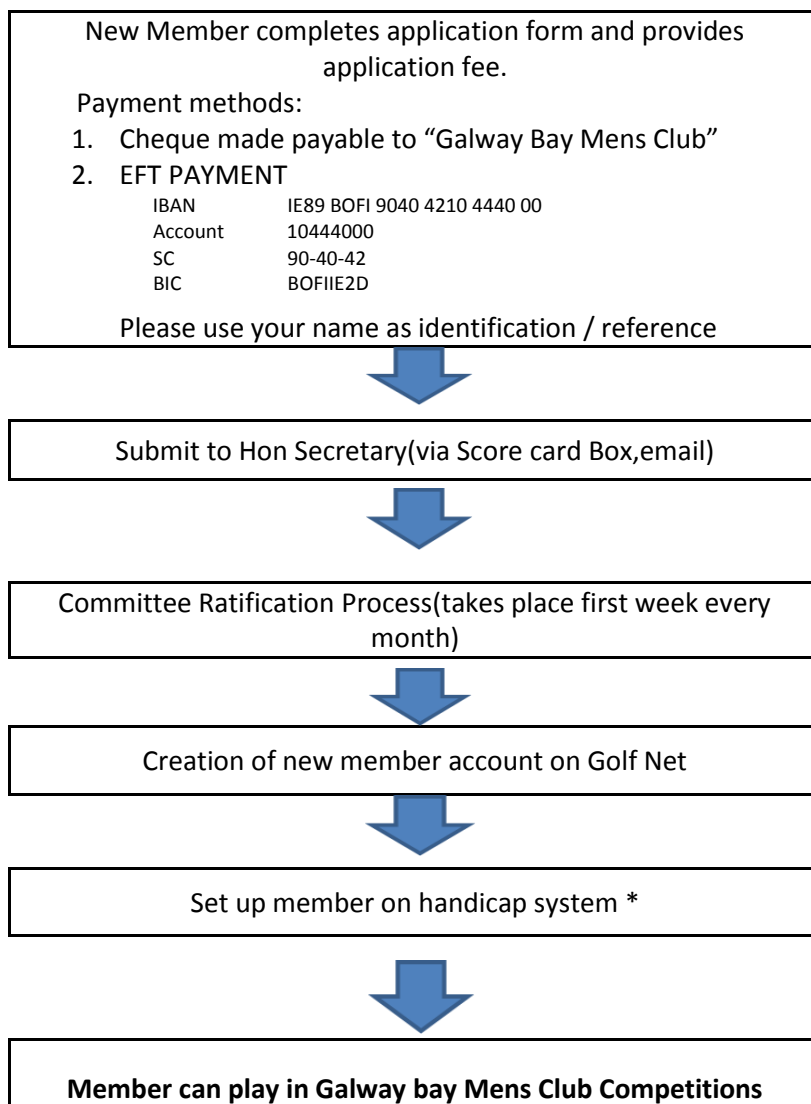 New Member completes application form and provides
application fee.
Payment methods:
1. Cheque made payable to “Galway Bay Mens Club”
2. EFT PAYMENT
IBAN IE89 BOFI 9040 4210 4440 00
Account 10444000
SC 90-40-42
BIC BOFIIE2D
Please use your name as identification / reference
Submit to Hon Secretary(via Score card Box,email)
Committee Ratification Process(takes place first week every
month)
Creation of new member account on Golf Net
Set up member on handicap system *
Member can play in Galway bay Mens Club Competitions